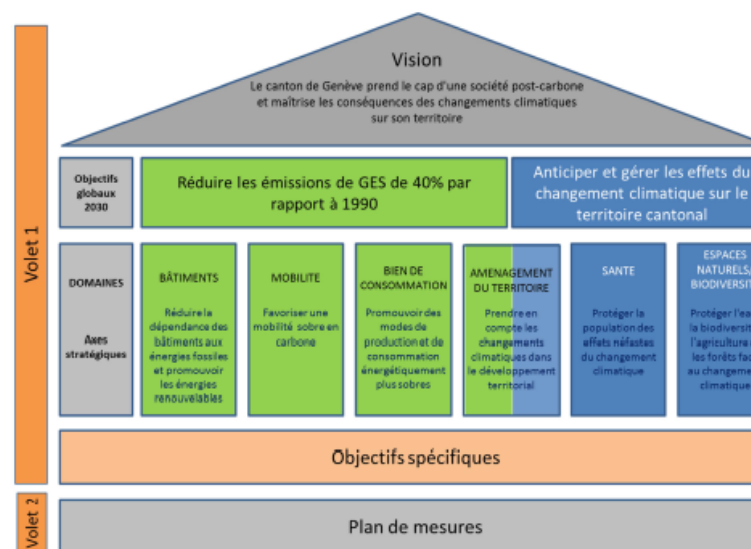 Vision
Le canton de Genève prend le cap d'une société post-carbone
et maîtrise les conséquences des changements climatiques
sur son territoire
Volet 1
Objectifs
globaux
2030
Réduire les émissions de GES de 40% par
rapport à 1990
Anticiper et gérer les effets du
changement climatique sur le
territoire cantonal
DOMAINES
Axes
stratégiques
BÂTIMENTS
Réduire la
dépendance des
bâtiments aux
énergies fossiles
et promouvoir
les énergies
renouvelables
MOBILITE
Favoriser une
mobilité sobre en
carbone
BIEN DE
CONSOMMATION
Promouvoir des
modes de
production et de
consommation
énergétiquement
plus sobres
AMENAGEMENT
DU TERRITOIRE
Prendre en
compte les
changements
climatiques dans
le développement
territorial
SANTE
Protéger la
population des
effets néfastes
du changement
climatique
ESPACES
NATURELS,
BIODIVERSIT
Protéger l'ea
la biodiversit
l'agriculture
les forêts fac
au changeme
climatique
Objectifs spécifiques
Volet 2
Plan de mesures